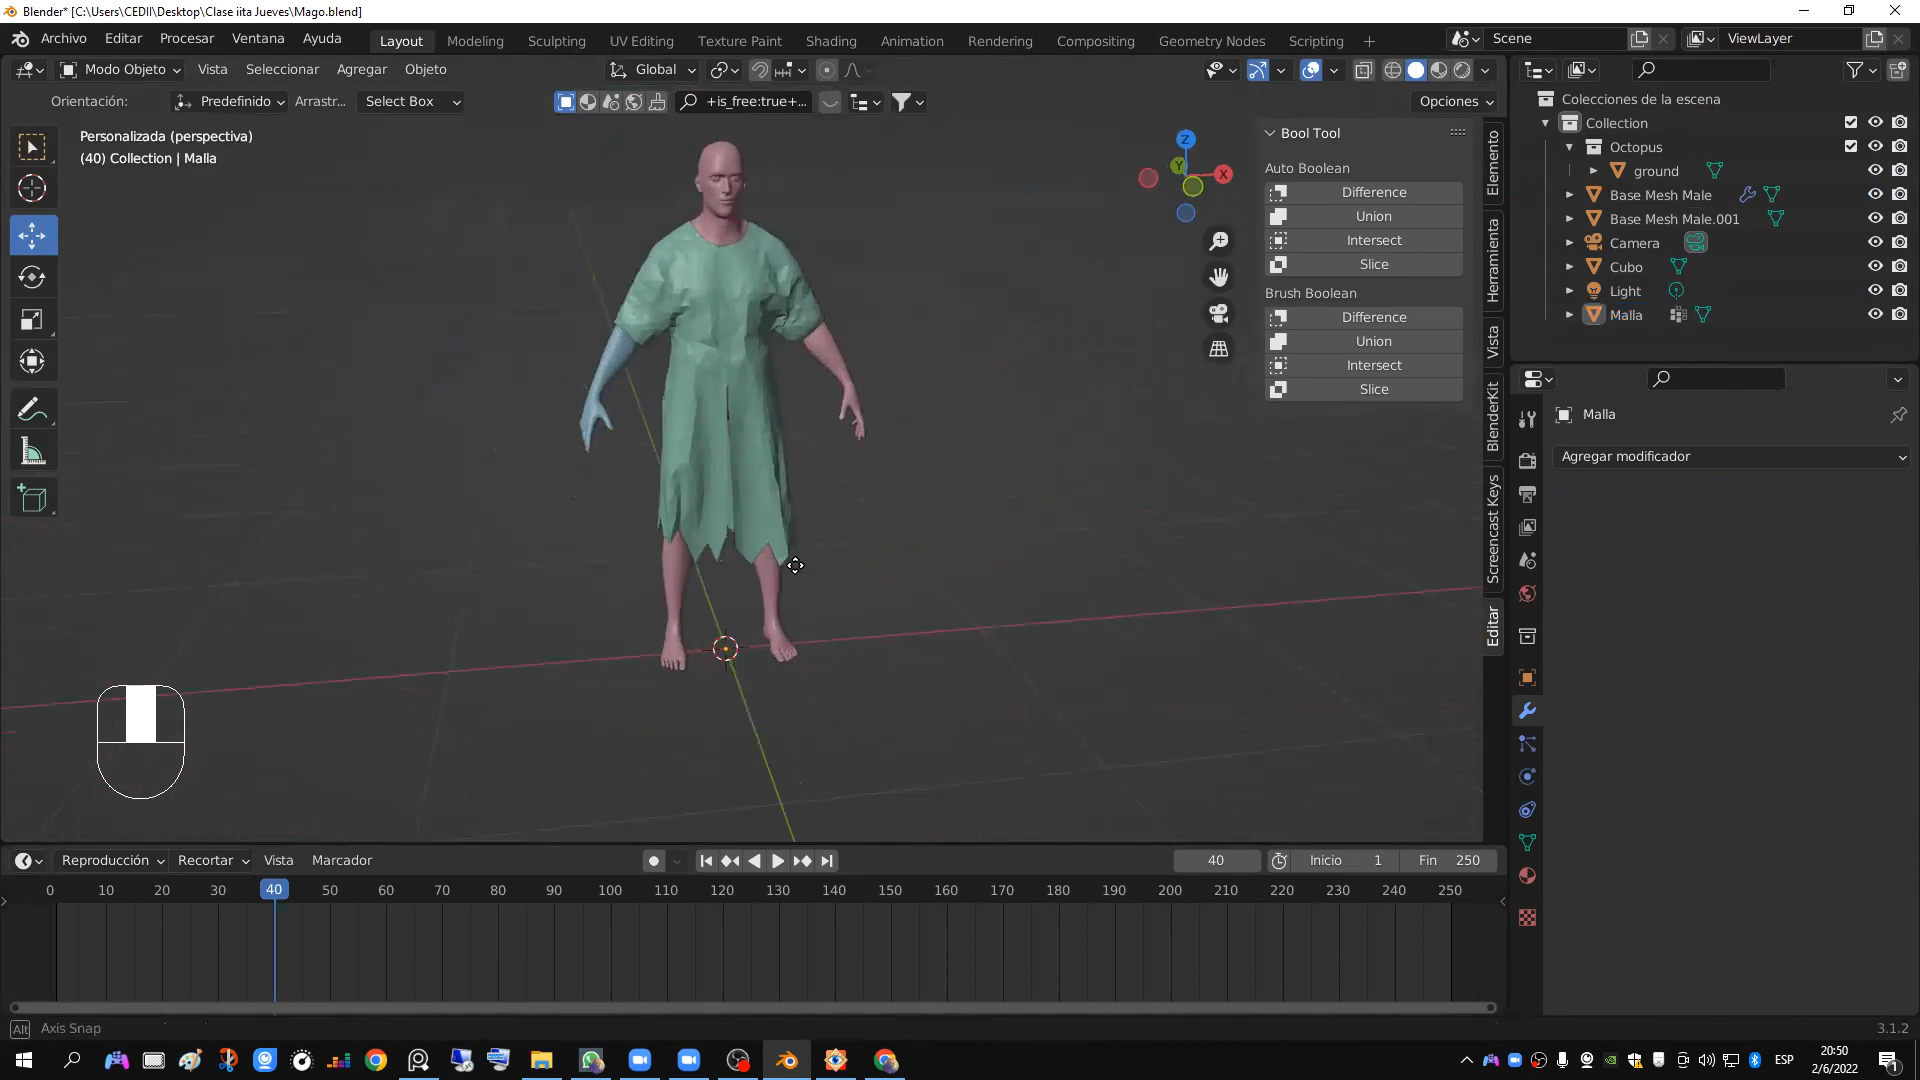 Blender* [C:\Users\CEDII\Desktop\Clase iita Jueves\Mago.blend]
Archivo Editar Procesar Ventana Ayuda Layout Modeling Sculpting UV Editing Texture Paint Shading Animation Rendering Compositing Geometry Nodes Scripting + Scene ViewLayer
Modo Objeto Vista Seleccionar Agregar Objeto Global
Orientación: Predefinido Arrastr... Select Box +is_free:true+... Opciones
Personalizada (perspectiva)
(40) Collection | Malla
Z
Y
X
Bool Tool
Auto Boolean
Difference
Union
Intersect
Slice
Brush Boolean
Difference
Union
Intersect
Slice
Elemento
Herramienta
Vista
BlenderKit
Screencast Keys
Editar
Colecciones de la escena
Collection
Octopus
ground
Base Mesh Male
Base Mesh Male.001
Camera
Cubo
Light
Malla
Malla
Agregar modificador
Reproducción Recortar Vista Marcador 40 Inicio 1 Fin 250
0 10 20 30 40 50 60 70 80 90 100 110 120 130 140 150 160 170 180 190 200 210 220 230 240 250
Alt Axis Snap 3.1.2
ESP
20:50
2/6/2022
1